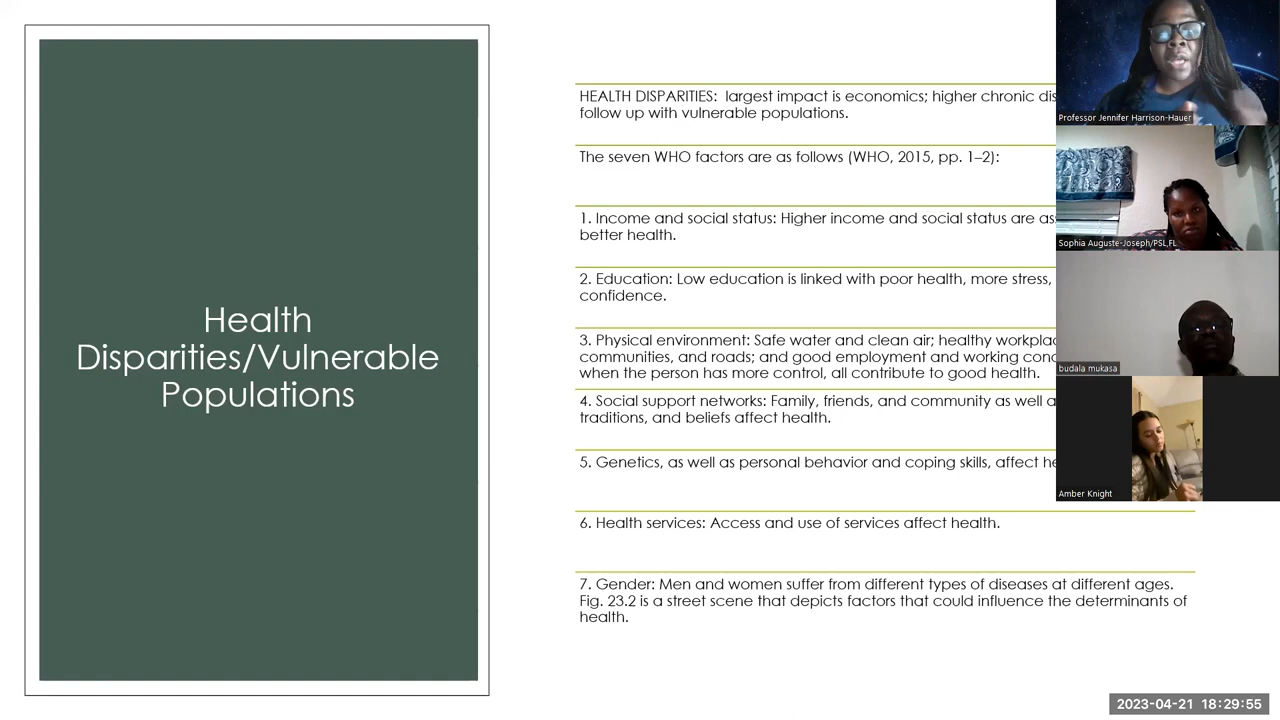 Health
Disparities/Vulnerable
Populations
HEALTH DISPARITIES:  largest impact is economics; higher chronic
follow up with vulnerable populations.
The seven WHO factors are as follows (WHO, 2015, pp. 1–2):
1. Income and social status: Higher income and social status are
better health.
2. Education: Low education is linked with poor health, more stress,
confidence.
3. Physical environment: Safe water and clean air; healthy
communities, and roads; and good employment and working
when the person has more control, all contribute to good health.
4. Social support networks: Family, friends, and community as well
traditions, and beliefs affect health.
5. Genetics, as well as personal behavior and coping skills, affect
6. Health services: Access and use of services affect health.
7. Gender: Men and women suffer from different types of diseases at different ages.
Fig. 23.2 is a street scene that depicts factors that could influence the determinants of
health.
Professor Jennifer Harrison-Hauer
Sophia Auguste-Joseph/PSL,FL
budala mukasa
Amber Knight
2023-04-21 18:29:55